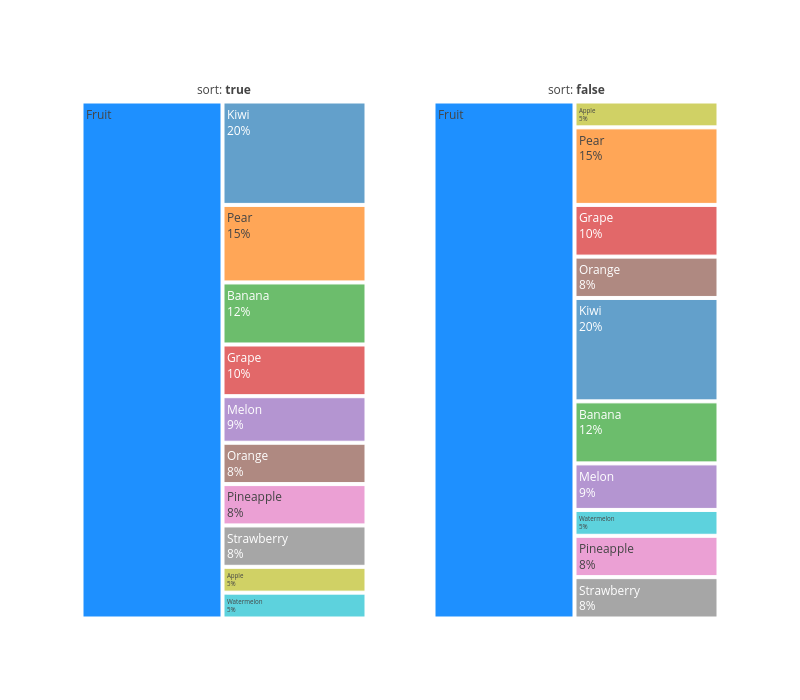 sort: true
Fruit
Kiwi
20%
Pear
15%
Banana
12%
Grape
10%
Melon
9%
Orange
8%
Pineapple
8%
Strawberry
8%
Apple
5%
Watermelon
5%
sort: false
Fruit
Apple
5%
Pear
15%
Grape
10%
Orange
8%
Kiwi
20%
Banana
12%
Melon
9%
Watermelon
5%
Pineapple
8%
Strawberry
8%